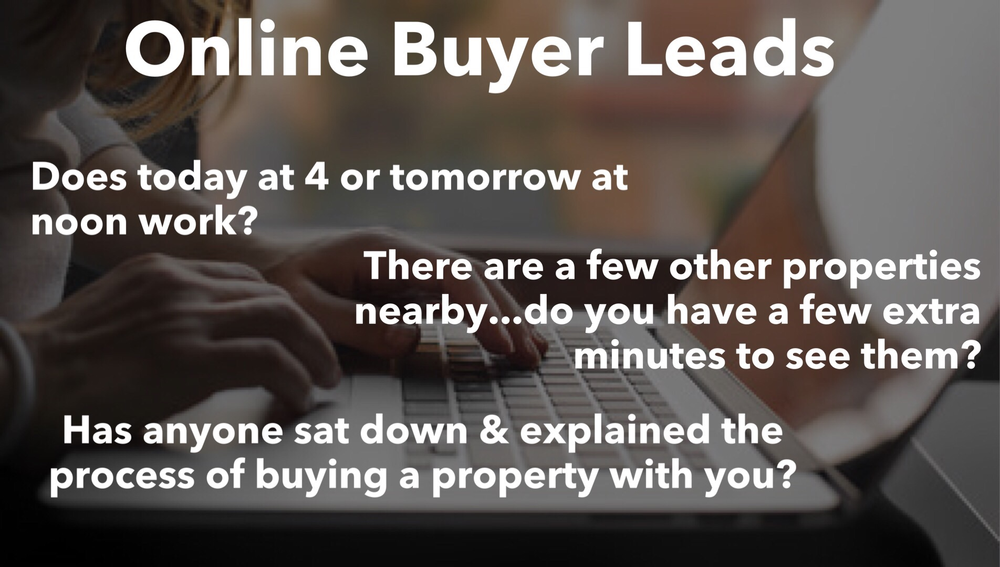 Online Buyer Leads
Does today at 4 or tomorrow at
noon work?
There are a few other properties
nearby...do you have a few extra
minutes to see them?
Has anyone sat down & explained the
process of buying a property with you?